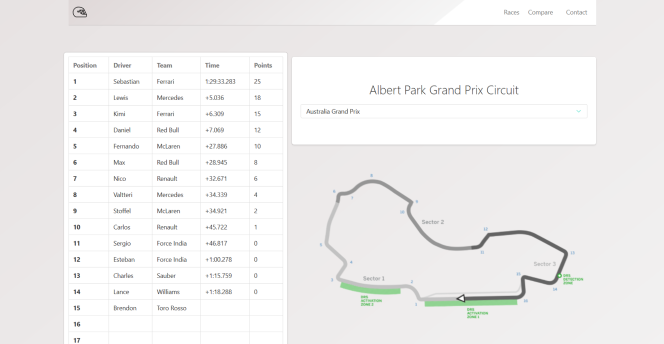 Races Compare Contact
Position Driver Team Time Points
1 Sebastian Ferrari 1:29:33.283 25
2 Lewis Mercedes +5.036 18
3 Kimi Ferrari +6.309 15
4 Daniel Red Bull +7.069 12
5 Fernando McLaren +27.886 10
6 Max Red Bull +28.945 8
7 Nico Renault +32.671 6
8 Valtteri Mercedes +34.339 4
9 Stoffel McLaren +34.921 2
10 Carlos Renault +45.722 1
11 Sergio Force India +46.817 0
12 Esteban Force India +1:00.278 0
13 Charles Sauber +1:15.759 0
14 Lance Williams +1:18.288 0
15 Brendon Toro Rosso
16
17
Albert Park Grand Prix Circuit
Australia Grand Prix
Sector 2
Sector 3
Sector 1
DRS
DETECTION
ZONE
DRS
ACTIVATION
ZONE 2
DRS
ACTIVATION
ZONE 1